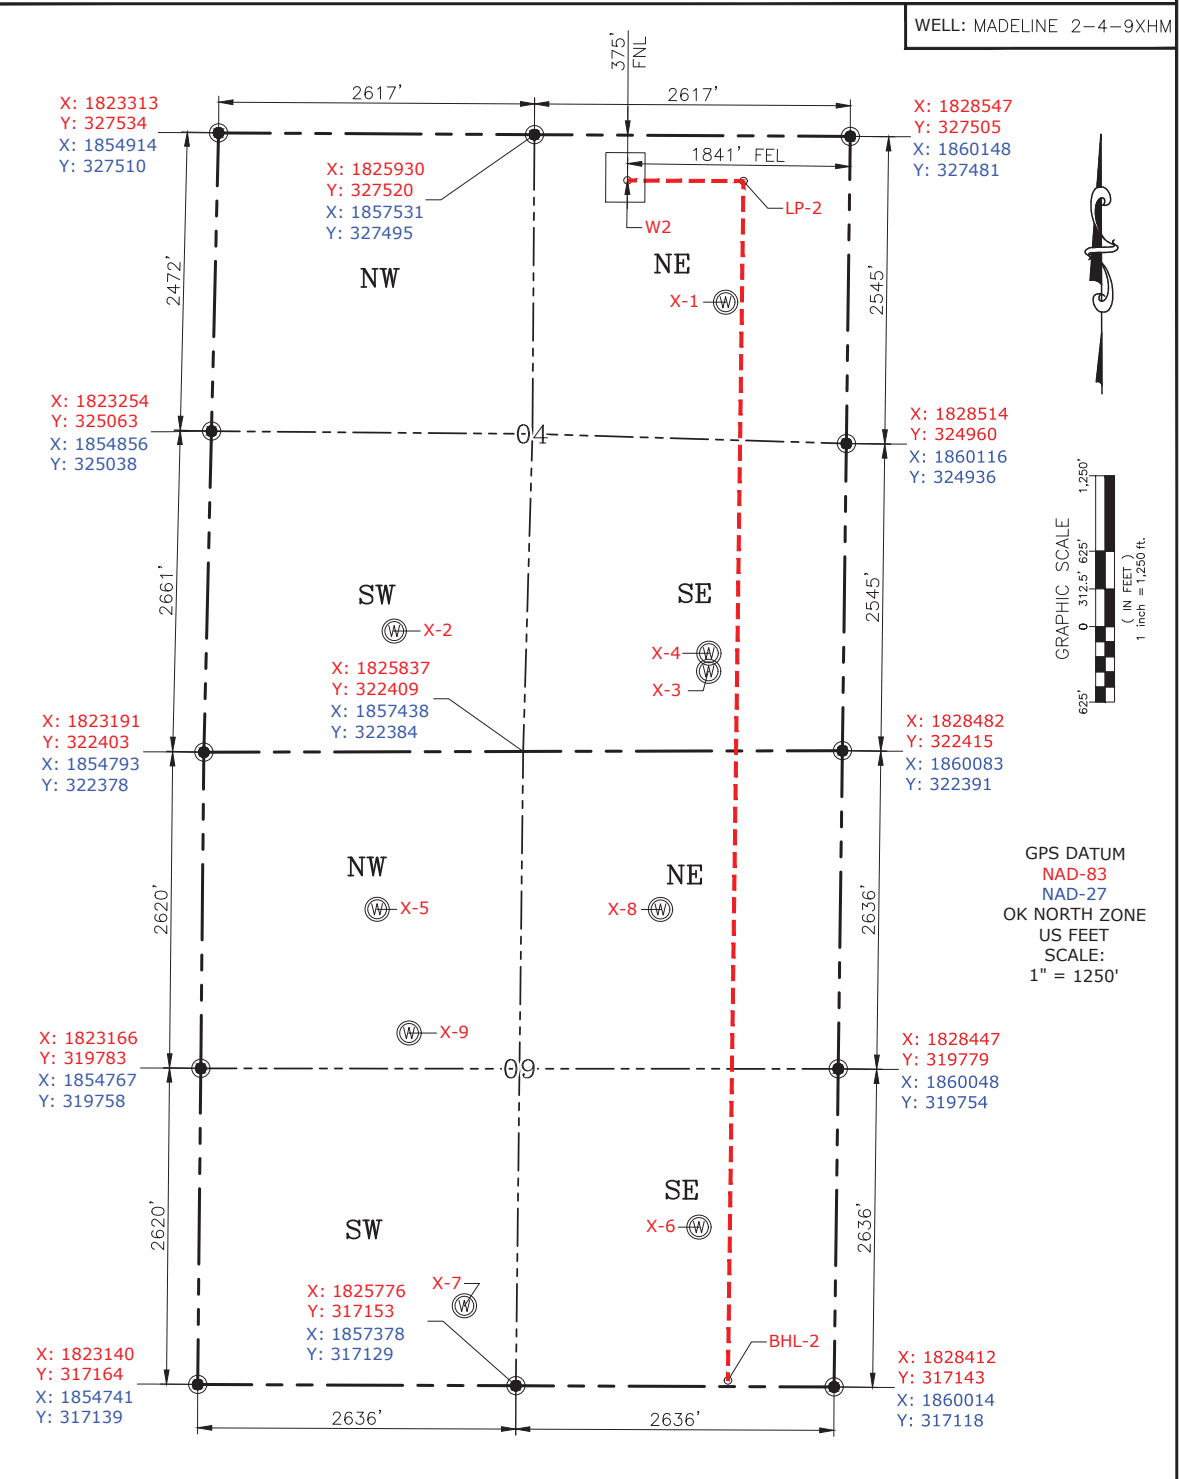 WELL: MADELINE 2-4-9XHM
375' FNL
2617'
2617'
X: 1823313
Y: 327534
X: 1854914
Y: 327510
X: 1828547
Y: 327505
X: 1860148
Y: 327481
X: 1825930
Y: 327520
X: 1857531
Y: 327495
1841' FEL
LP-2
W2
2472'
NW
NE
2545'
X-1
X: 1823254
Y: 325063
X: 1854856
Y: 325038
04
X: 1828514
Y: 324960
X: 1860116
Y: 324936
2661'
SW
SE
2545'
X-2
X-4
X-3
X: 1825837
Y: 322409
X: 1857438
Y: 322384
GRAPHIC SCALE
1,250'
625'
312.5'
0
625'
( IN FEET )
1 inch = 1,250 ft.
X: 1823191
Y: 322403
X: 1854793
Y: 322378
X: 1828482
Y: 322415
X: 1860083
Y: 322391
2620'
NW
NE
2636'
W X-5
X-8 W
GPS DATUM
NAD-83
NAD-27
OK NORTH ZONE
US FEET
SCALE:
1" = 1250'
W X-9
X: 1823166
Y: 319783
X: 1854767
Y: 319758
09
X: 1828447
Y: 319779
X: 1860048
Y: 319754
2620'
SW
SE
2636'
X-6 W
X-7
W
X: 1825776
Y: 317153
X: 1857378
Y: 317129
BHL-2
X: 1823140
Y: 317164
X: 1854741
Y: 317139
X: 1828412
Y: 317143
X: 1860014
Y: 317118
2636'
2636'